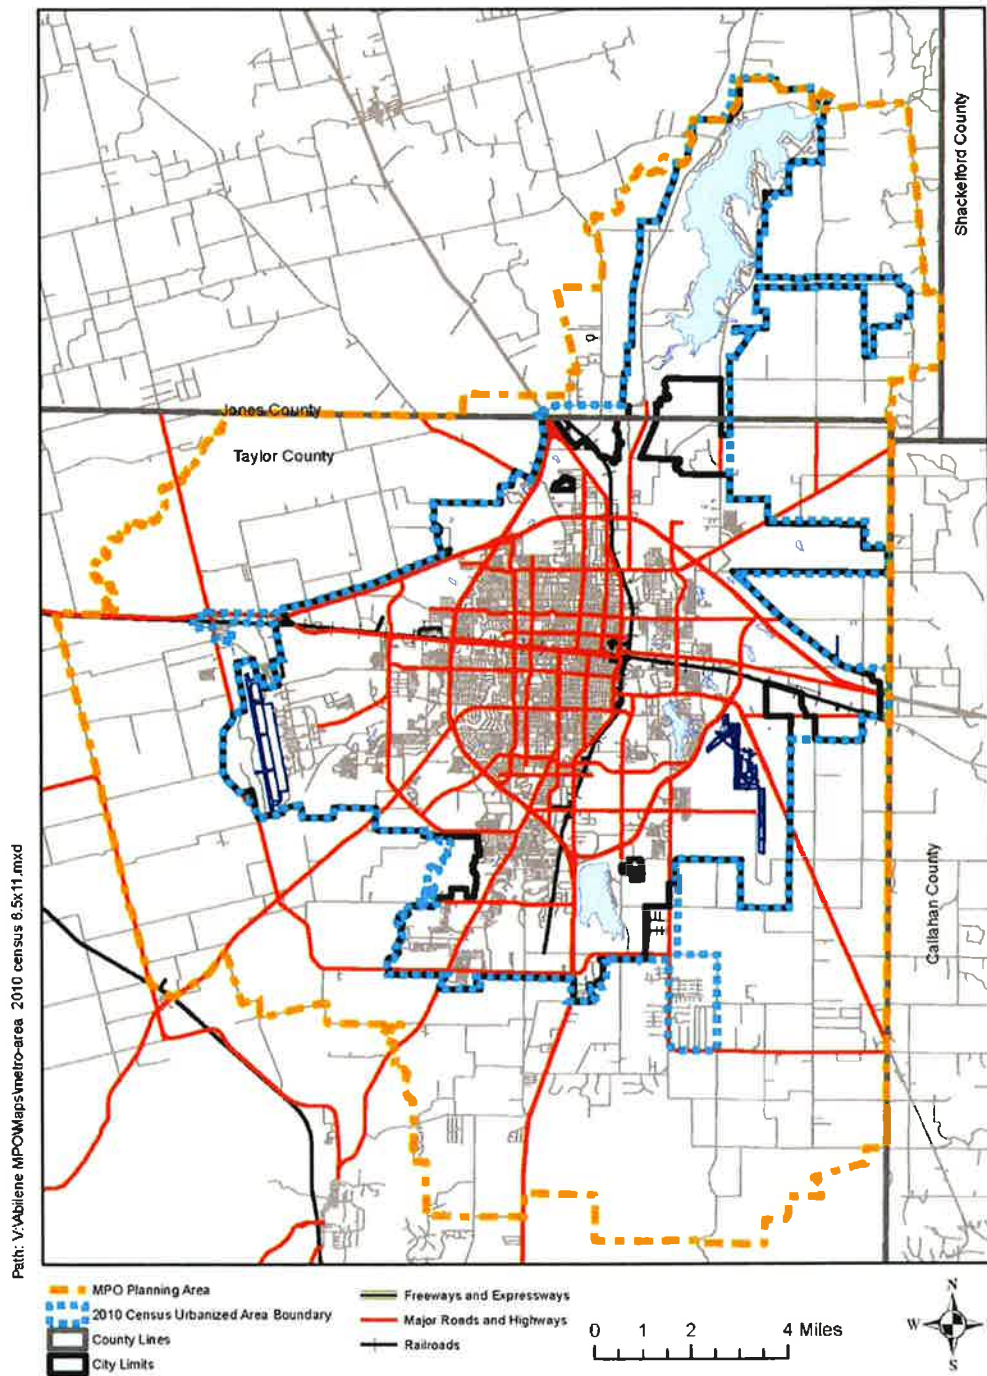 Shackelford County
Jones County
Taylor County
Callahan County
Path: V:\Abilene MPO\Maps\metro-area 2010 census 8.5x11.mxd
MPO Planning Area
2010 Census Urbanized Area Boundary
County Lines
City Limits
Freeways and Expressways
Major Roads and Highways
Railroads
0 1 2 4 Miles
N
W E
S